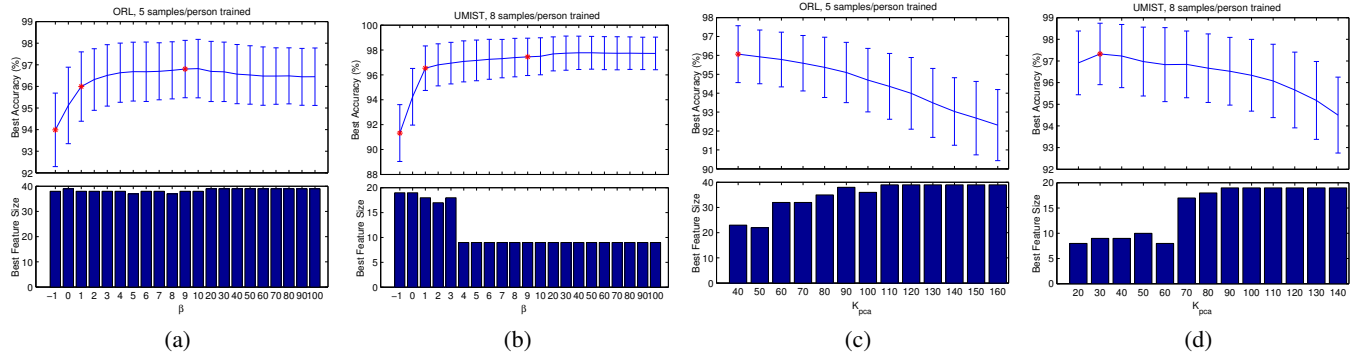 ORL, 5 samples/person trained
99
98
97
96
95
94
93
92
Best Accuracy (%)
40
30
20
10
0
Best Feature Size
−1 0 1 2 3 4 5 6 7 8 9 10 20 30 40 50 60 70 80 90100
β
(a)
UMIST, 8 samples/person trained
100
98
96
94
92
90
88
Best Accuracy (%)
20
15
10
5
0
Best Feature Size
−1 0 1 2 3 4 5 6 7 8 9 10 20 30 40 50 60 70 80 90100
β
(b)
ORL, 5 samples/person trained
98
97
96
95
94
93
92
91
90
Best Accuracy (%)
40
30
20
10
0
Best Feature Size
40 50 60 70 80 90 100 110 120 130 140 150 160
Kpca
(c)
UMIST, 8 samples/person trained
99
98
97
96
95
94
93
92
Best Accuracy (%)
20
15
10
5
0
Best Feature Size
20 30 40 50 60 70 80 90 100 110 120 130 140
Kpca
(d)